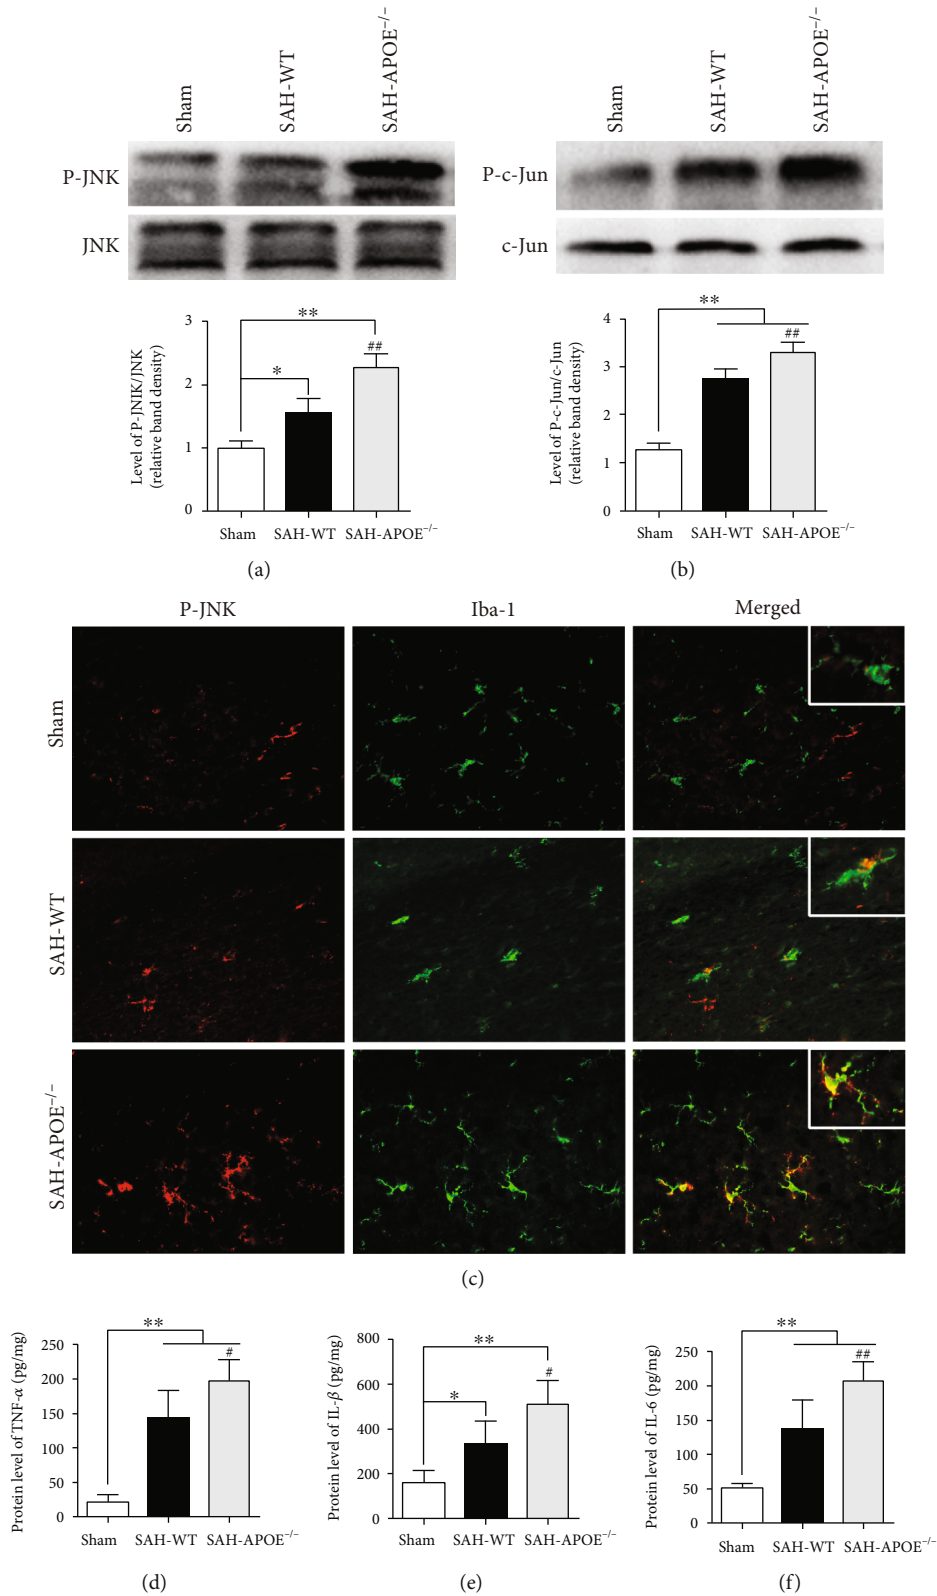 Sham
SAH-WT
SAH-APOE⁻/⁻
P-JNK
JNK
Level of P-JNIK/JNK
(relative band density)
3
2
1
0
**
*
##
Sham
SAH-WT
SAH-APOE⁻/⁻
(a)
Sham
SAH-WT
SAH-APOE⁻/⁻
P-c-Jun
c-Jun
Level of P-c-Jun/c-Jun
(relative band density)
4
3
2
1
0
**
##
Sham
SAH-WT
SAH-APOE⁻/⁻
(b)
P-JNK
Iba-1
Merged
Sham
SAH-WT
SAH-APOE⁻/⁻
(c)
Protein level of TNF-α (pg/mg)
250
200
150
100
50
0
**
#
Sham
SAH-WT
SAH-APOE⁻/⁻
(d)
Protein level of IL-β (pg/mg)
800
600
400
200
0
**
*
#
Sham
SAH-WT
SAH-APOE⁻/⁻
(e)
Protein level of IL-6 (pg/mg)
250
200
150
100
50
0
**
##
Sham
SAH-WT
SAH-APOE⁻/⁻
(f)